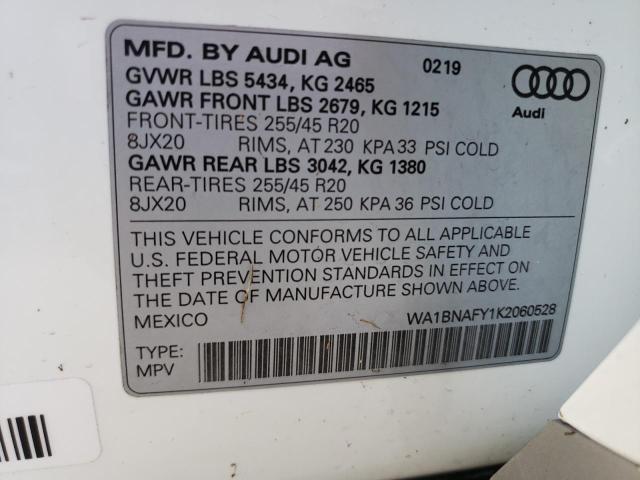 MFD. BY AUDI AG 0219
GVWR LBS 5434, KG 2465
GAWR FRONT LBS 2679, KG 1215
FRONT-TIRES 255/45 R20
8JX20 RIMS, AT 230 KPA 33 PSI COLD
GAWR REAR LBS 3042, KG 1380
REAR-TIRES 255/45 R20
8JX20 RIMS, AT 250 KPA 36 PSI COLD
Audi
THIS VEHICLE CONFORMS TO ALL APPLICABLE
U.S. FEDERAL MOTOR VEHICLE SAFETY AND
THEFT PREVENTION STANDARDS IN EFFECT ON
THE DATE OF MANUFACTURE SHOWN ABOVE.
MEXICO WA1BNAFY1K2060528
TYPE:
MPV